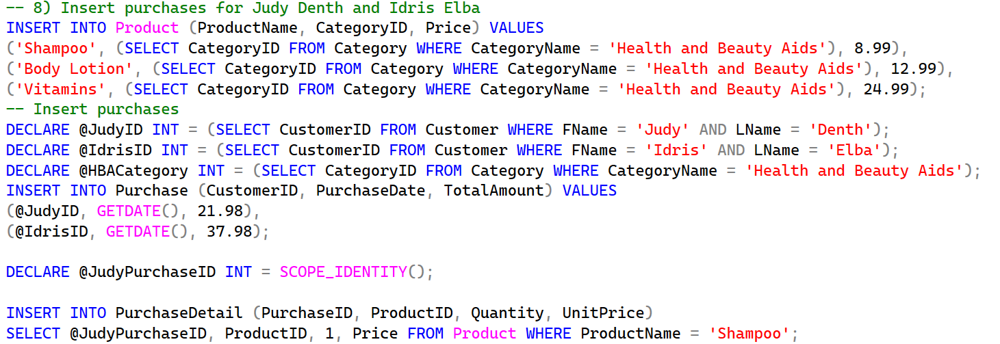 -- 8) Insert purchases for Judy Denth and Idris Elba
INSERT INTO Product (ProductName, CategoryID, Price) VALUES
('Shampoo', (SELECT CategoryID FROM Category WHERE CategoryName = 'Health and Beauty Aids'), 8.99),
('Body Lotion', (SELECT CategoryID FROM Category WHERE CategoryName = 'Health and Beauty Aids'), 12.99),
('Vitamins', (SELECT CategoryID FROM Category WHERE CategoryName = 'Health and Beauty Aids'), 24.99);
-- Insert purchases
DECLARE @JudyID INT = (SELECT CustomerID FROM Customer WHERE FName = 'Judy' AND LName = 'Denth');
DECLARE @IdrisID INT = (SELECT CustomerID FROM Customer WHERE FName = 'Idris' AND LName = 'Elba');
DECLARE @HBACategory INT = (SELECT CategoryID FROM Category WHERE CategoryName = 'Health and Beauty Aids');
INSERT INTO Purchase (CustomerID, PurchaseDate, TotalAmount) VALUES
(@JudyID, GETDATE(), 21.98),
(@IdrisID, GETDATE(), 37.98);
DECLARE @JudyPurchaseID INT = SCOPE_IDENTITY();
INSERT INTO PurchaseDetail (PurchaseID, ProductID, Quantity, UnitPrice)
SELECT @JudyPurchaseID, ProductID, 1, Price FROM Product WHERE ProductName = 'Shampoo';